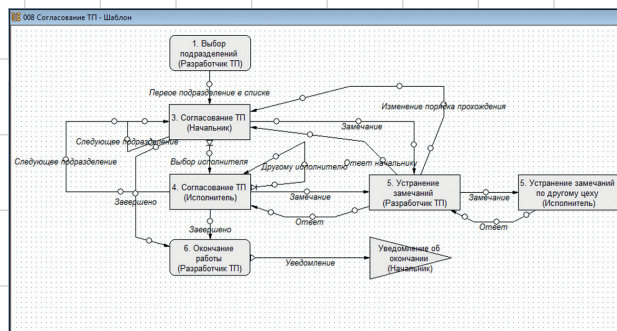 008 Согласование ТП - Шаблон
1. Выбор
подразделений
(Разработчик ТП)
Первое подразделение в списке
Изменение порядка прохождения
3. Согласование ТП
(Начальник)
Замечание
Следующее подразделение
Следующее подразделение
Выбор исполнителя
Другому исполнителю
Ответ начальнику
4. Согласование ТП
(Исполнитель)
Замечание
5. Устранение
замечаний
(Разработчик ТП)
Замечание
5. Устранение замечаний
по другому цеху
(Исполнитель)
Завершено
Ответ
Ответ
Завершено
6. Окончание
работы
(Разработчик ТП)
Уведомление
Уведомление об
окончании
(Начальник)